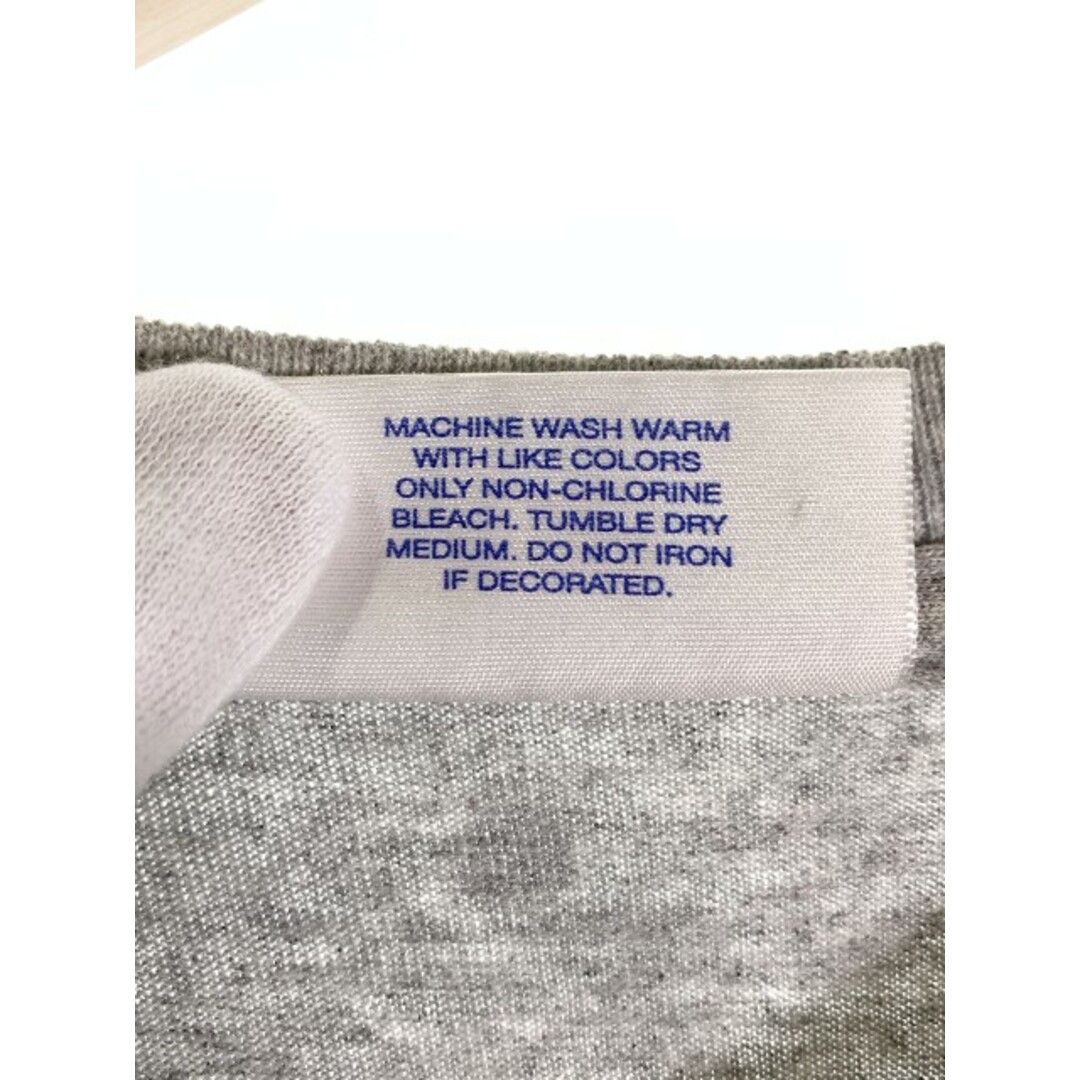 MACHINE WASH WARM
WITH LIKE COLORS
ONLY NON-CHLORINE
BLEACH. TUMBLE DRY
MEDIUM. DO NOT IRON
IF DECORATED.